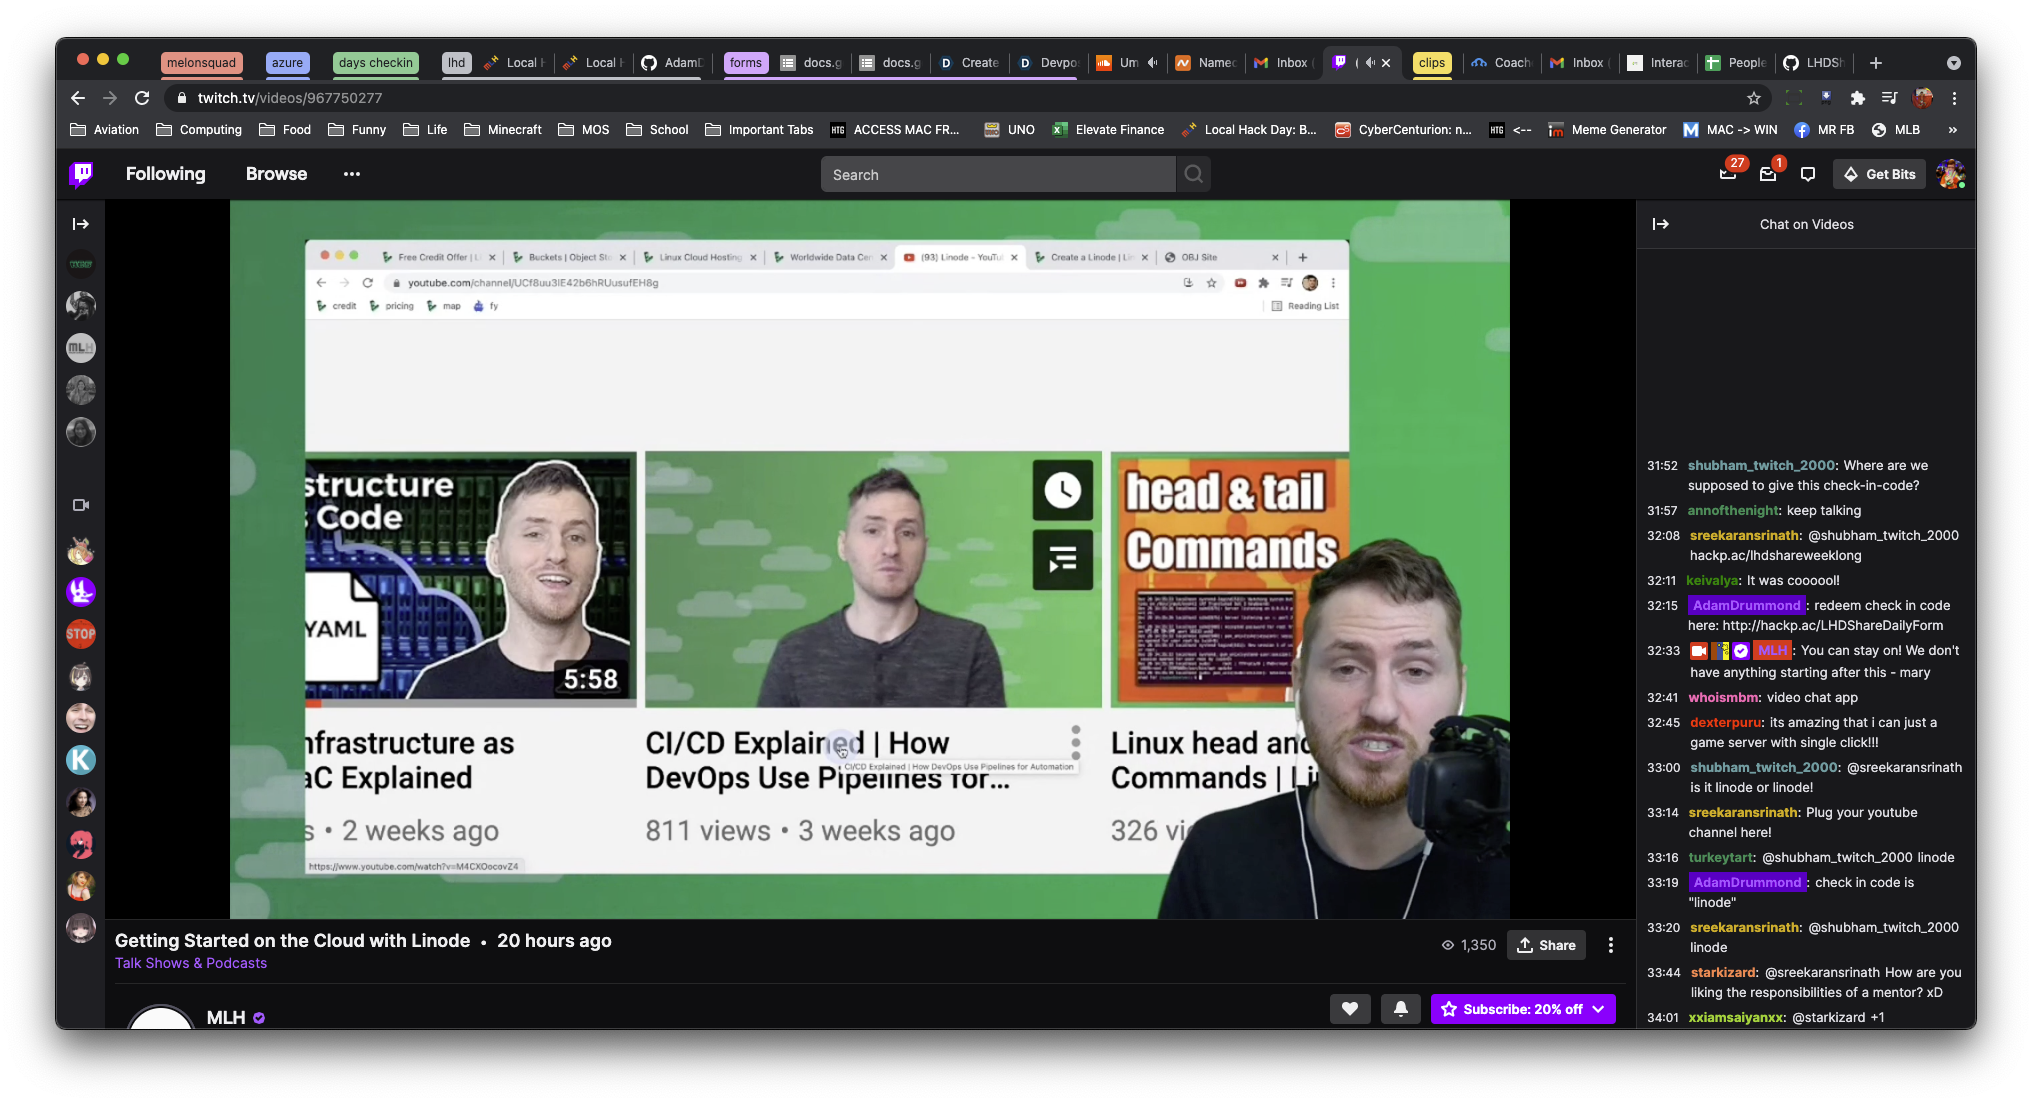 melonsquad azure days checkin lhd Local H Local H AdamD forms docs.g docs.g Create Devpo Um Namec Inbox ( ( clips Coach Inbox ( Interac People LHDSh
twitch.tv/videos/967750277
Aviation Computing Food Funny Life Minecraft MOS School Important Tabs HTG ACCESS MAC FR... UNO Elevate Finance Local Hack Day: B... CyberCenturion: n... HTG <-- im Meme Generator MAC -> WIN MR FB MLB »
Following Browse ••• Search 27 1 Get Bits
Chat on Videos
Free Credit Offer | Li Buckets | Object Sto Linux Cloud Hosting Worldwide Data Cen (93) Linode - YouTu Create a Linode | Lin OBJ Site
youtube.com/channel/UCf8uu3IE42b6hRUusufEH8g
credit pricing map fy Reading List
structure
Code
YAML
5:58
head & tail
Commands
nfrastructure as
aC Explained
s • 2 weeks ago
CI/CD Explained | How
DevOps Use Pipelines for...
CI/CD Explained | How DevOps Use Pipelines for Automation
811 views • 3 weeks ago
Linux head and
Commands | Li
326 vi
https://www.youtube.com/watch?v=M4CXOocovZ4
MLH
STOP
K
31:52 shubham_twitch_2000: Where are we
supposed to give this check-in-code?
31:57 annofthenight: keep talking
32:08 sreekaransrinath: @shubham_twitch_2000
hackp.ac/lhdshareweeklong
32:11 keivalya: It was coooool!
32:15 AdamDrummond: redeem check in code
here: http://hackp.ac/LHDShareDailyForm
32:33 MLH: You can stay on! We don't
have anything starting after this - mary
32:41 whoismbm: video chat app
32:45 dexterpuru: its amazing that i can just a
game server with single click!!!
33:00 shubham_twitch_2000: @sreekaransrinath
is it linode or linode!
33:14 sreekaransrinath: Plug your youtube
channel here!
33:16 turkeytart: @shubham_twitch_2000 linode
33:19 AdamDrummond: check in code is
"linode"
33:20 sreekaransrinath: @shubham_twitch_2000
linode
33:44 starkizard: @sreekaransrinath How are you
liking the responsibilities of a mentor? xD
34:01 xxiamsaiyanxx: @starkizard +1
Getting Started on the Cloud with Linode • 20 hours ago
Talk Shows & Podcasts
1,350 Share
MLH
Subscribe: 20% off